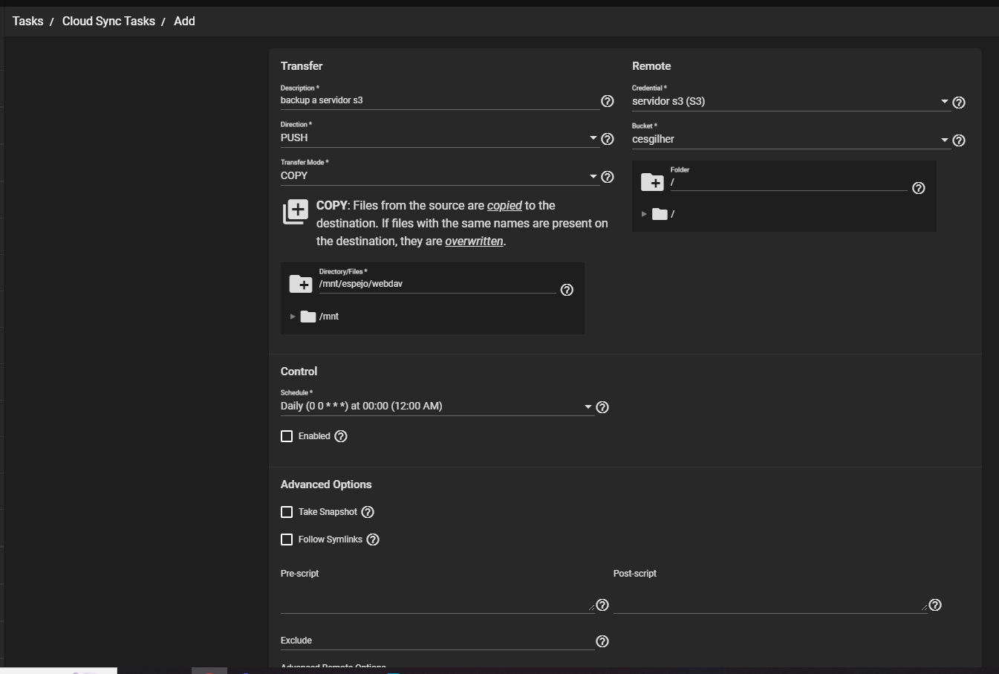 Tasks / Cloud Sync Tasks / Add
Transfer
Description *
backup a servidor s3
Direction *
PUSH
Transfer Mode *
COPY
COPY: Files from the source are copied to the
destination. If files with the same names are present on
the destination, they are overwritten.
Directory/Files *
/mnt/espejo/webdav
/mnt
Remote
Credential *
servidor s3 (S3)
Bucket *
cesgilher
Folder
/
/
Control
Schedule *
Daily (0 0 * * *) at 00:00 (12:00 AM)
Enabled
Advanced Options
Take Snapshot
Follow Symlinks
Pre-script
Post-script
Exclude
Advanced Remote Options